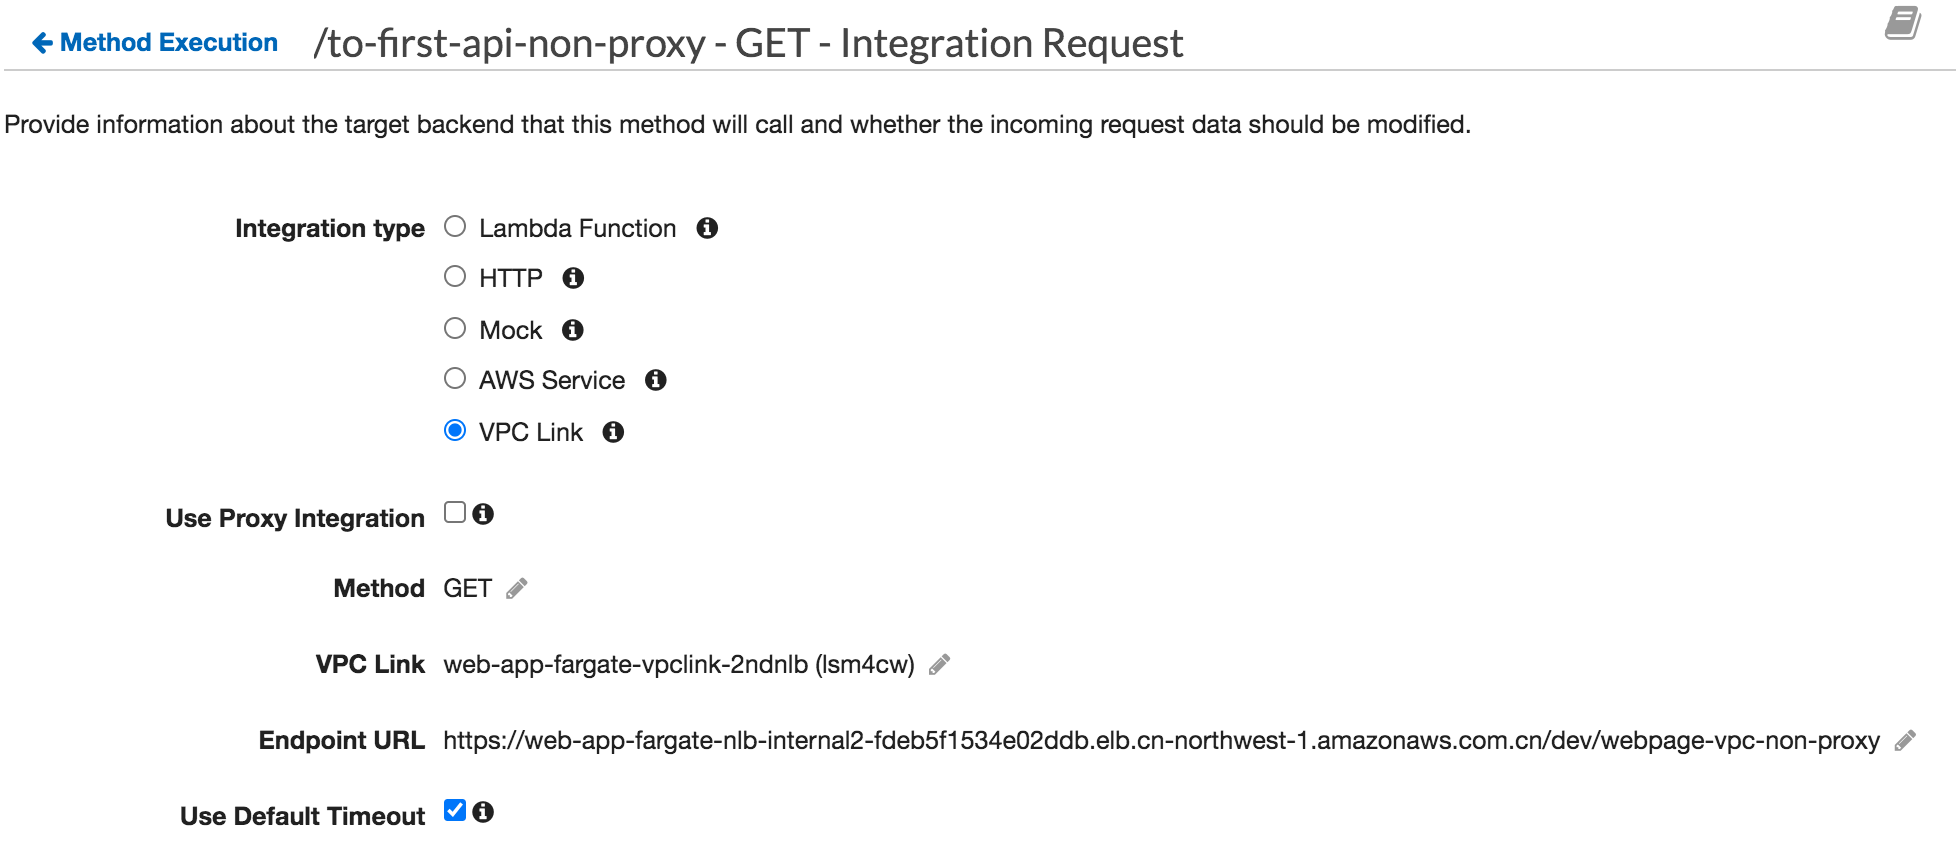 Method Execution /to-first-api-non-proxy - GET - Integration Request
Provide information about the target backend that this method will call and whether the incoming request data should be modified.
Integration type Lambda Function
HTTP
Mock
AWS Service
VPC Link
Use Proxy Integration
Method GET
VPC Link web-app-fargate-vpclink-2ndnlb (lsm4cw)
Endpoint URL https://web-app-fargate-nlb-internal2-fdeb5f1534e02ddb.elb.cn-northwest-1.amazonaws.com.cn/dev/webpage-vpc-non-proxy
Use Default Timeout